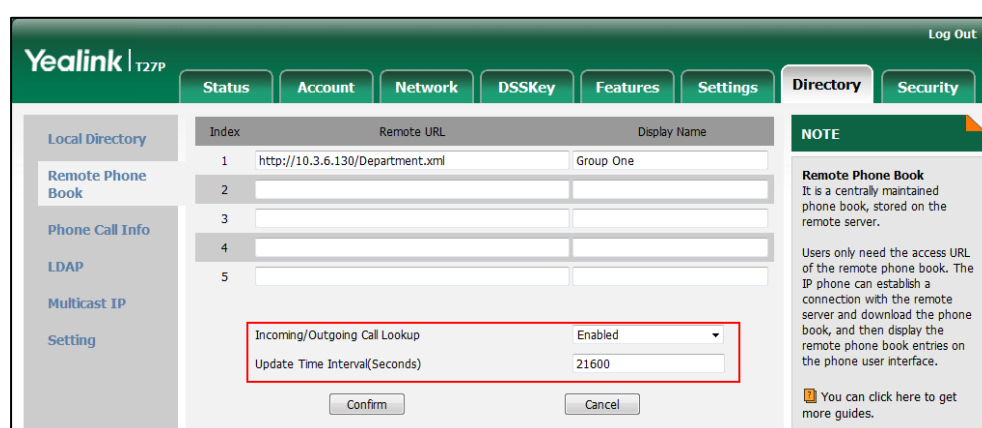 Log Out
Yealink | T27P
Status Account Network DSSKey Features Settings Directory Security
Local Directory
Remote Phone
Book
Phone Call Info
LDAP
Multicast IP
Setting
Index Remote URL Display Name
1 http://10.3.6.130/Department.xml Group One
2
3
4
5
Incoming/Outgoing Call Lookup Enabled
Update Time Interval(Seconds) 21600
Confirm Cancel
NOTE
Remote Phone Book
It is a centrally maintained
phone book, stored on the
remote server.
Users only need the access URL
of the remote phone book. The
IP phone can establish a
connection with the remote
server and download the phone
book, and then display the
remote phone book entries on
the phone user interface.
You can click here to get
more guides.